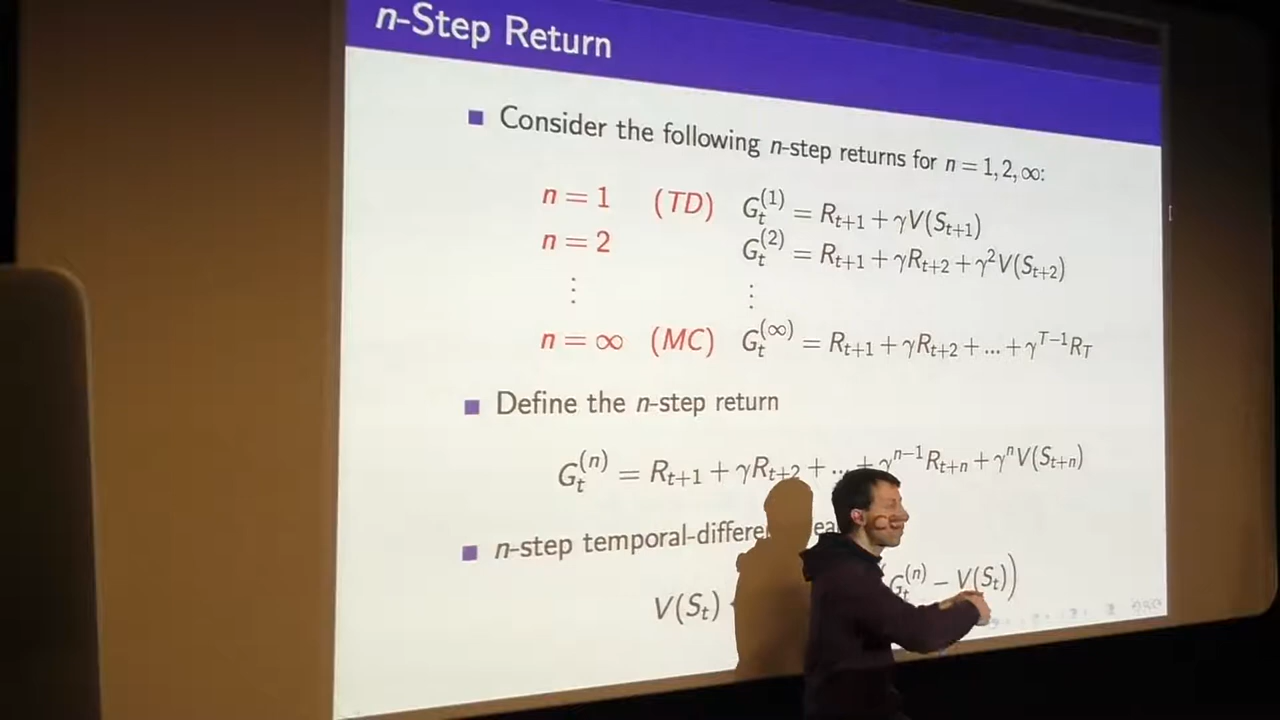 n-Step Return
Consider the following n-step returns for n = 1, 2, ∞:
n = 1 (TD) G_t^{(1)} = R_{t+1} + γV(S_{t+1})
n = 2 G_t^{(2)} = R_{t+1} + γR_{t+2} + γ^2V(S_{t+2})
⋮ ⋮
n = ∞ (MC) G_t^{(∞)} = R_{t+1} + γR_{t+2} + ... + γ^{T−1}R_T
Define the n-step return
G_t^{(n)} = R_{t+1} + γR_{t+2} + ... + γ^{n−1}R_{t+n} + γ^nV(S_{t+n})
n-step temporal-differe
V(S_t) G_t^{(n)} − V(S_t))